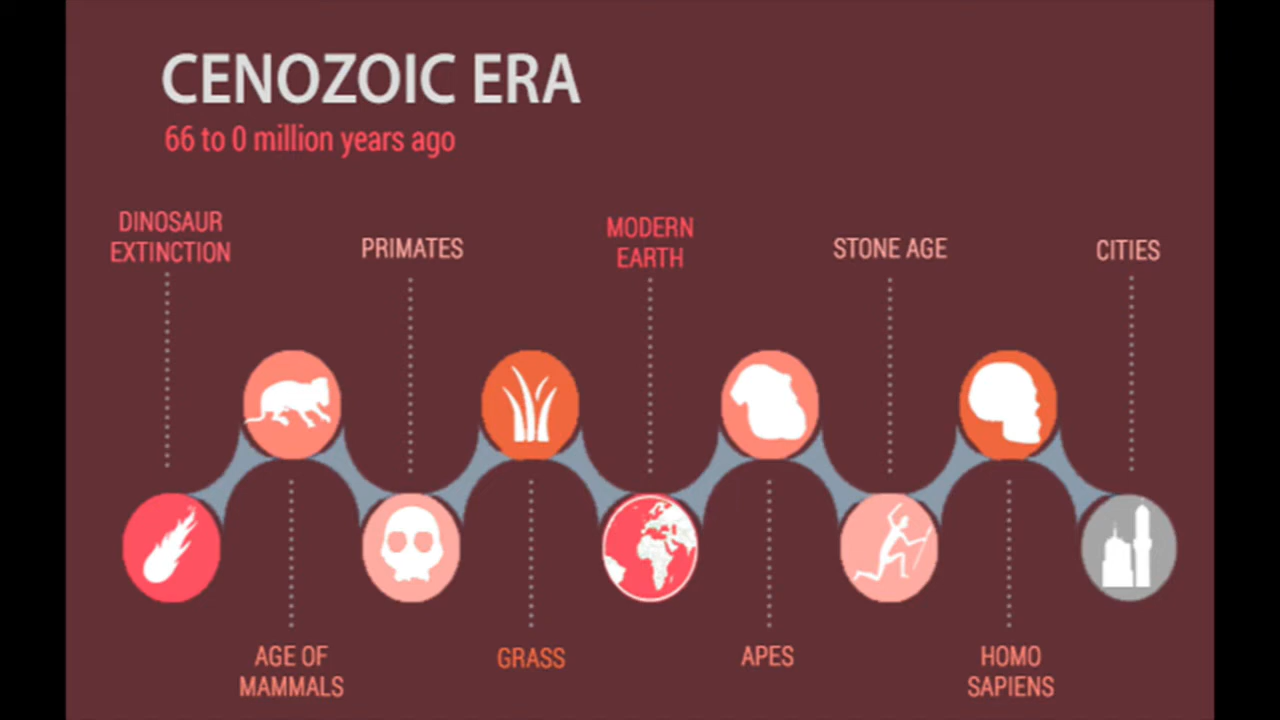 CENOZOIC ERA
66 to 0 million years ago
DINOSAUR
EXTINCTION
AGE OF
MAMMALS
PRIMATES
GRASS
MODERN
EARTH
APES
STONE AGE
HOMO
SAPIENS
CITIES